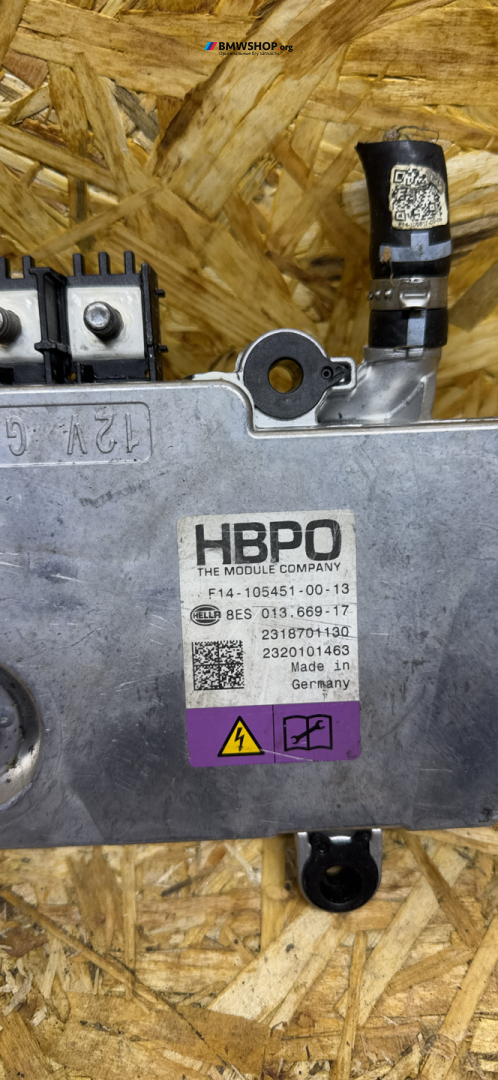 BMWSHOP.org
12V G
HBPO
THE MODULE COMPANY
F14-105451-00-13
HELLA 8ES 013.669-17
2318701130
2320101463
Made in
Germany